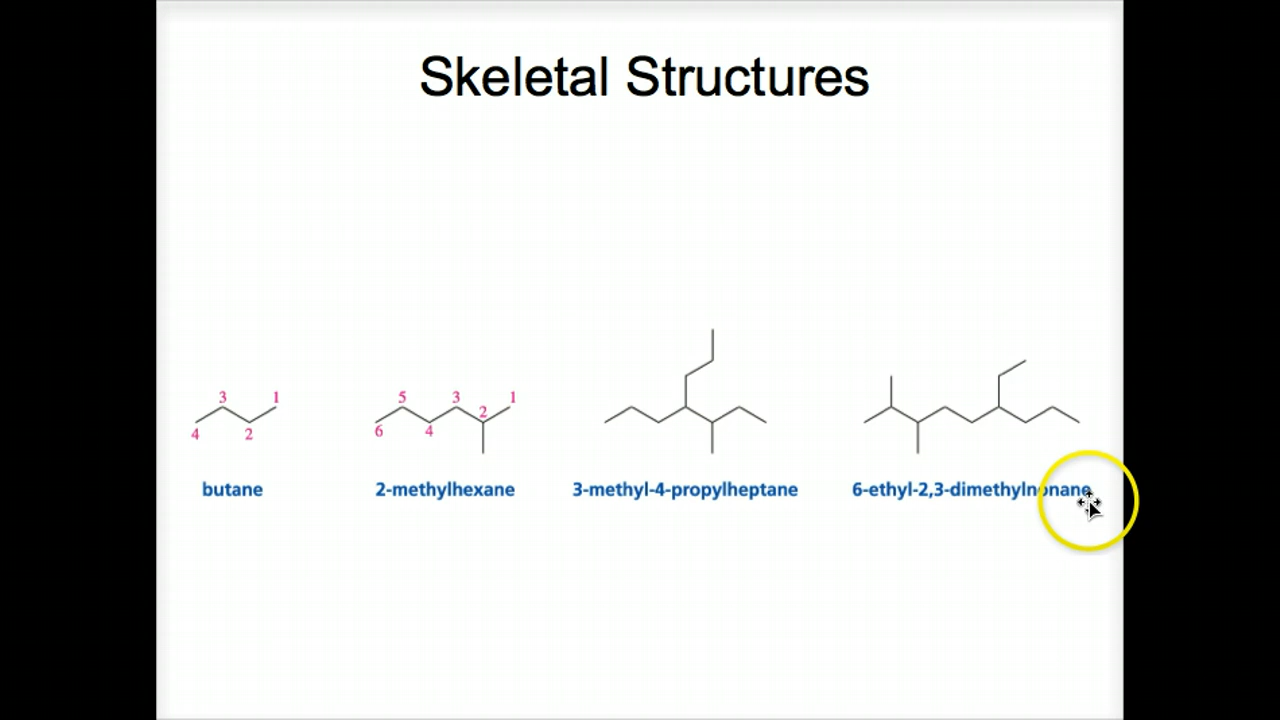 Skeletal Structures
3 1
4 2
5 3 2 1
6 4
butane 2-methylhexane 3-methyl-4-propylheptane 6-ethyl-2,3-dimethylnonane